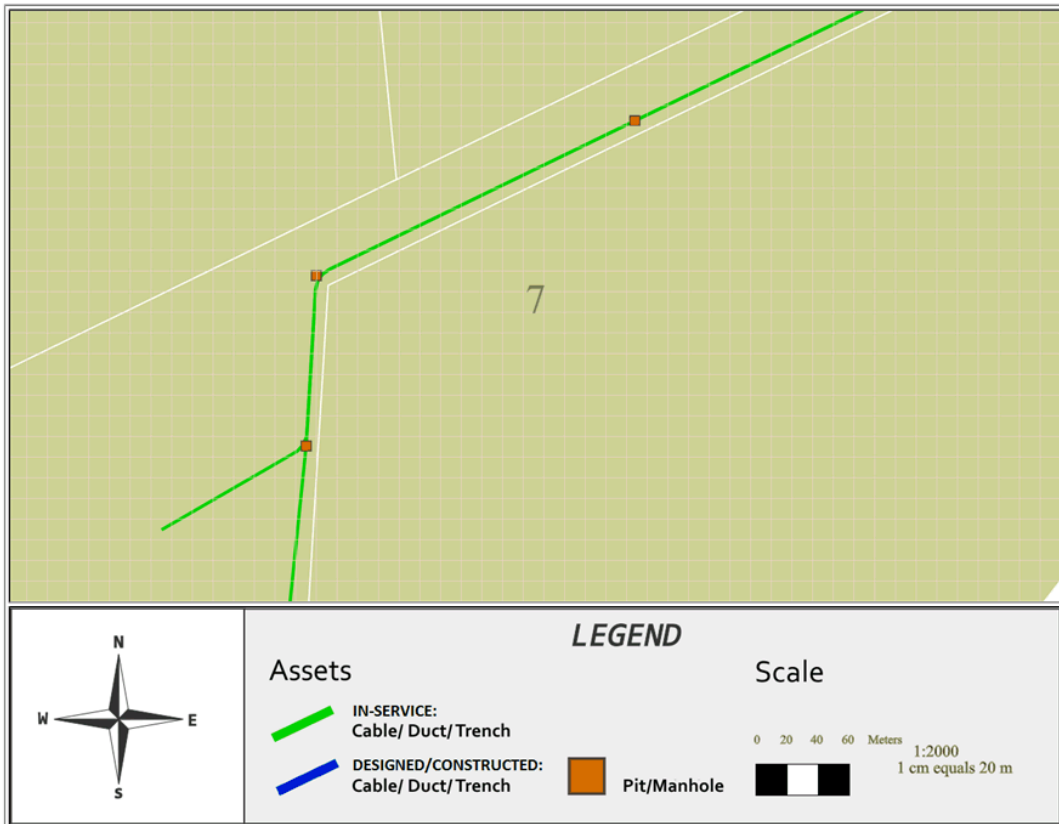 7
LEGEND
N
W
E
S
Assets
IN-SERVICE:
Cable/ Duct/ Trench
DESIGNED/CONSTRUCTED:
Cable/ Duct/ Trench
Pit/Manhole
Scale
0 20 40 60 Meters
1:2000
1 cm equals 20 m